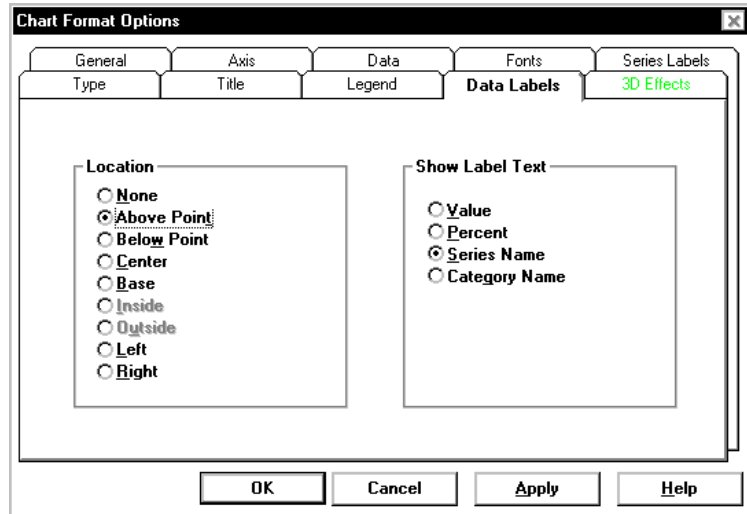 Chart Format Options
General Axis Data Fonts Series Labels
Type Title Legend Data Labels 3D Effects
Location
None
Above Point
Below Point
Center
Base
Inside
Outside
Left
Right
Show Label Text
Value
Percent
Series Name
Category Name
OK Cancel Apply Help